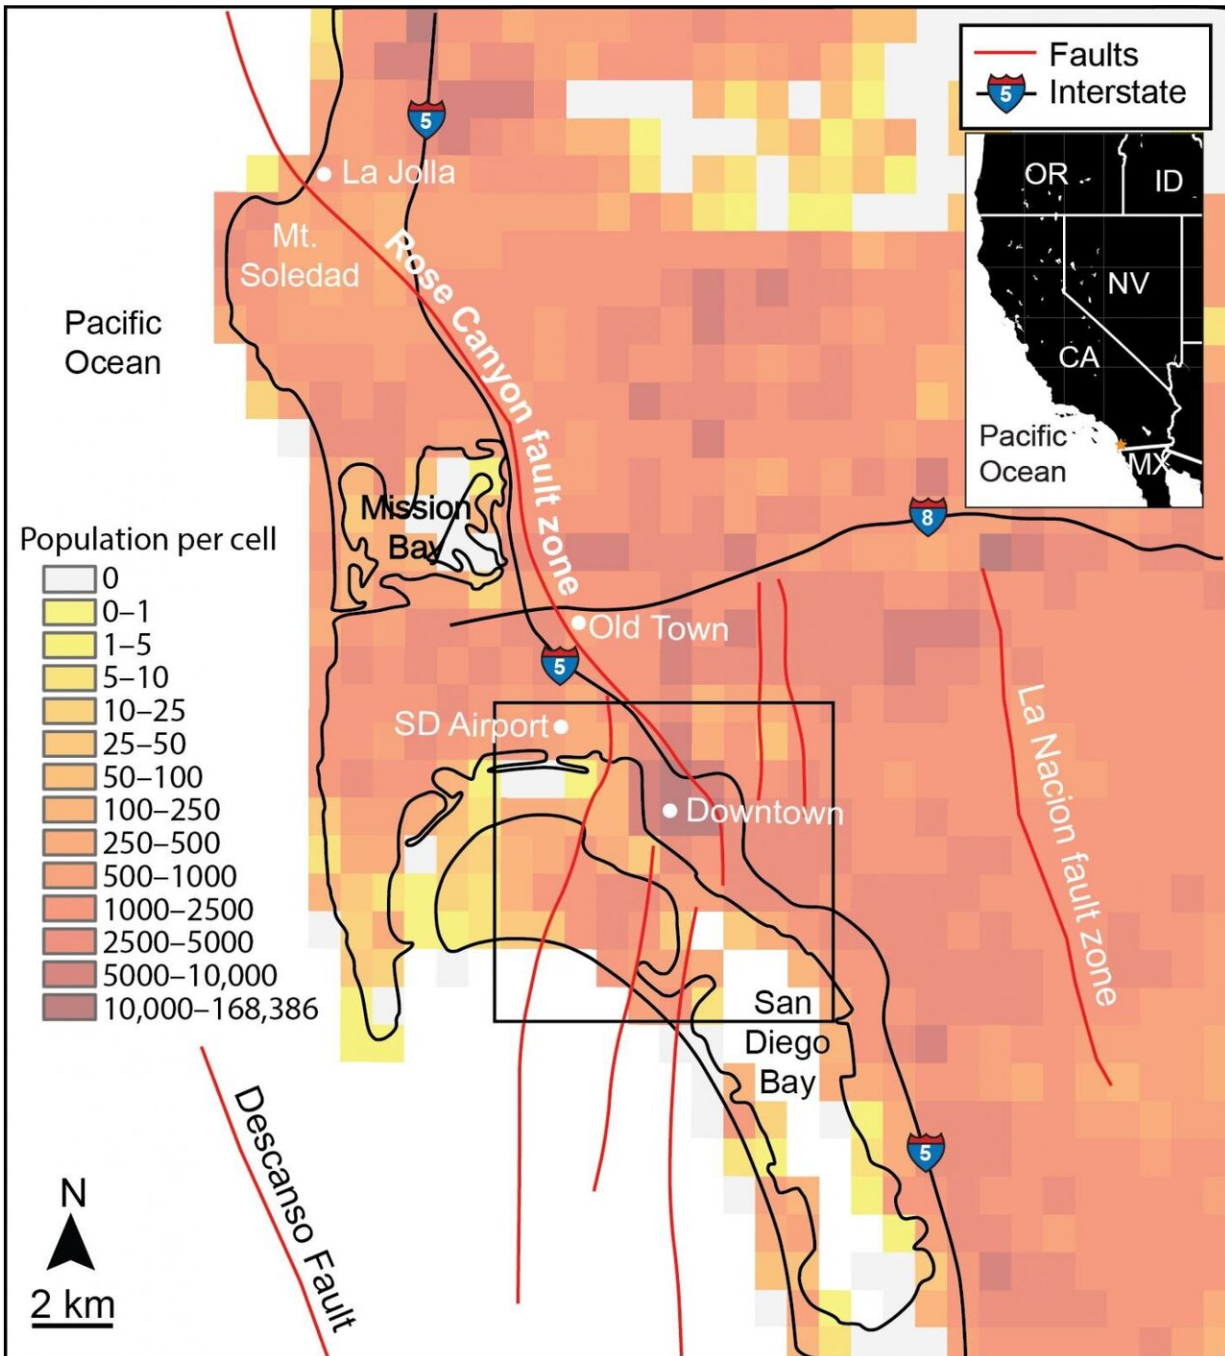 Faults
5
Interstate
OR
ID
NV
CA
Pacific
Ocean
MX
5
La Jolla
Mt.
Soledad
Rose Canyon fault zone
Pacific
Ocean
Mission
Bay
8
Old Town
5
SD Airport
Downtown
La Nacion fault zone
San
Diego
Bay
5
Population per cell
0
0–1
1–5
5–10
10–25
25–50
50–100
100–250
250–500
500–1000
1000–2500
2500–5000
5000–10,000
10,000–168,386
Descanso Fault
N
2 km